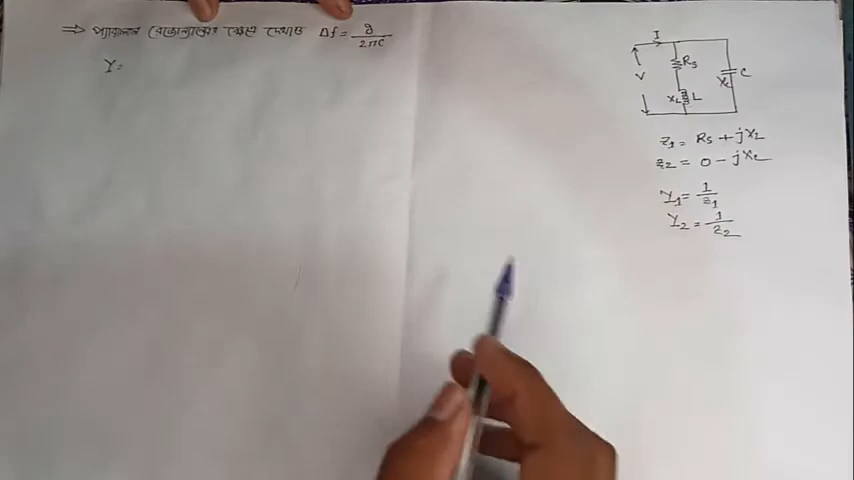 ⇒ প্যারালাল রেজোন্যান্সের ক্ষেত্রে দেখাও Δf = g/2πC
Y =
I
V
Rs
XL L
Xc C
Z1 = Rs + jXL
Z2 = 0 - jXc
Y1 = 1/Z1
Y2 = 1/Z2